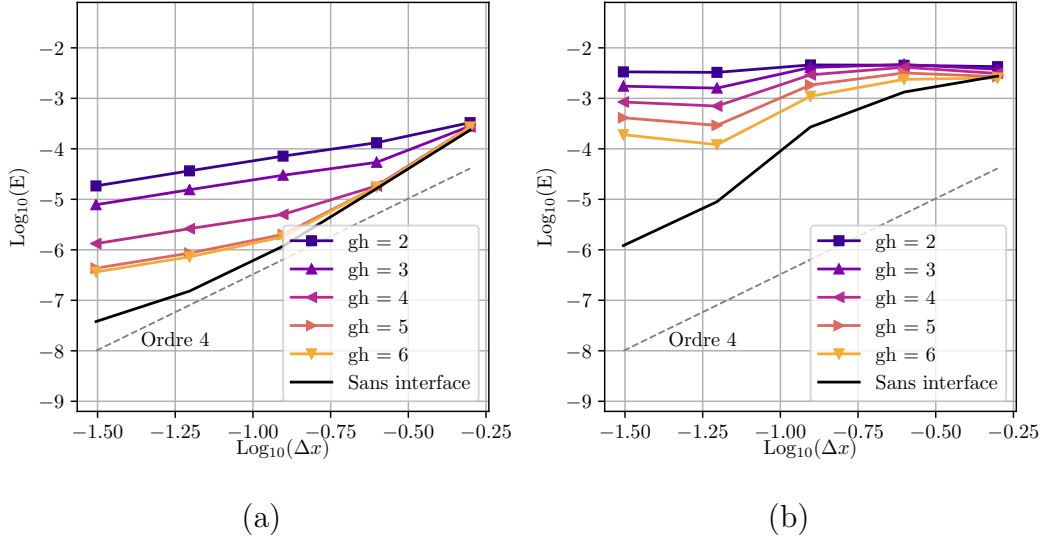 −2
−3
−4
−5
−6
−7
−8
−9
Log₁₀(E)
−1.50
−1.25
−1.00
−0.75
−0.50
−0.25
Log₁₀(Δx)
Ordre 4
gh = 2
gh = 3
gh = 4
gh = 5
gh = 6
Sans interface
(a)
−2
−3
−4
−5
−6
−7
−8
−9
Log₁₀(E)
−1.50
−1.25
−1.00
−0.75
−0.50
−0.25
Log₁₀(Δx)
Ordre 4
gh = 2
gh = 3
gh = 4
gh = 5
gh = 6
Sans interface
(b)